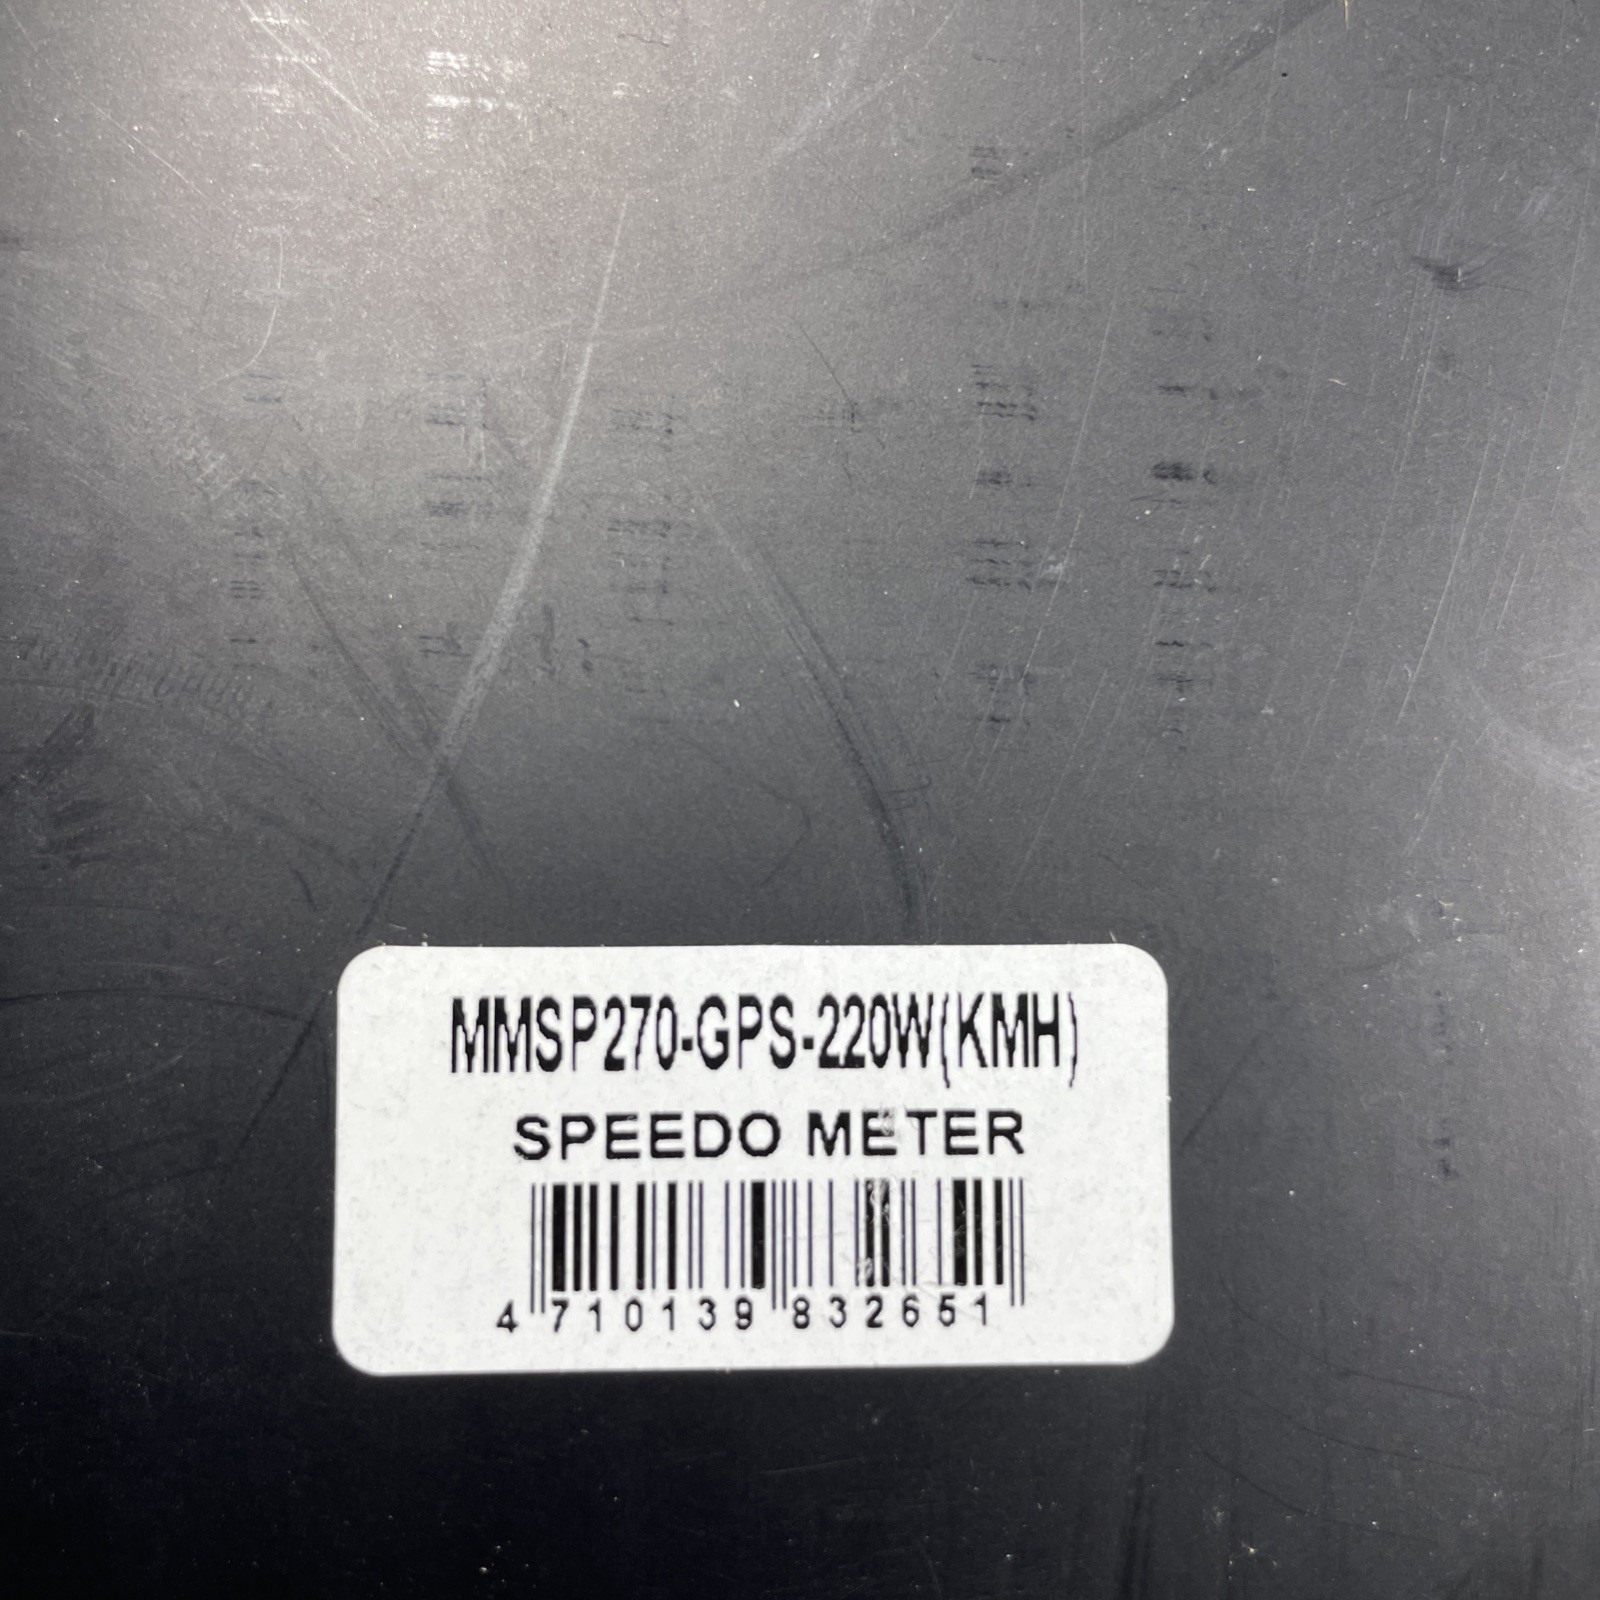 MMSP270-GPS-220W(KMH)
SPEEDO METER
4 710139 832651